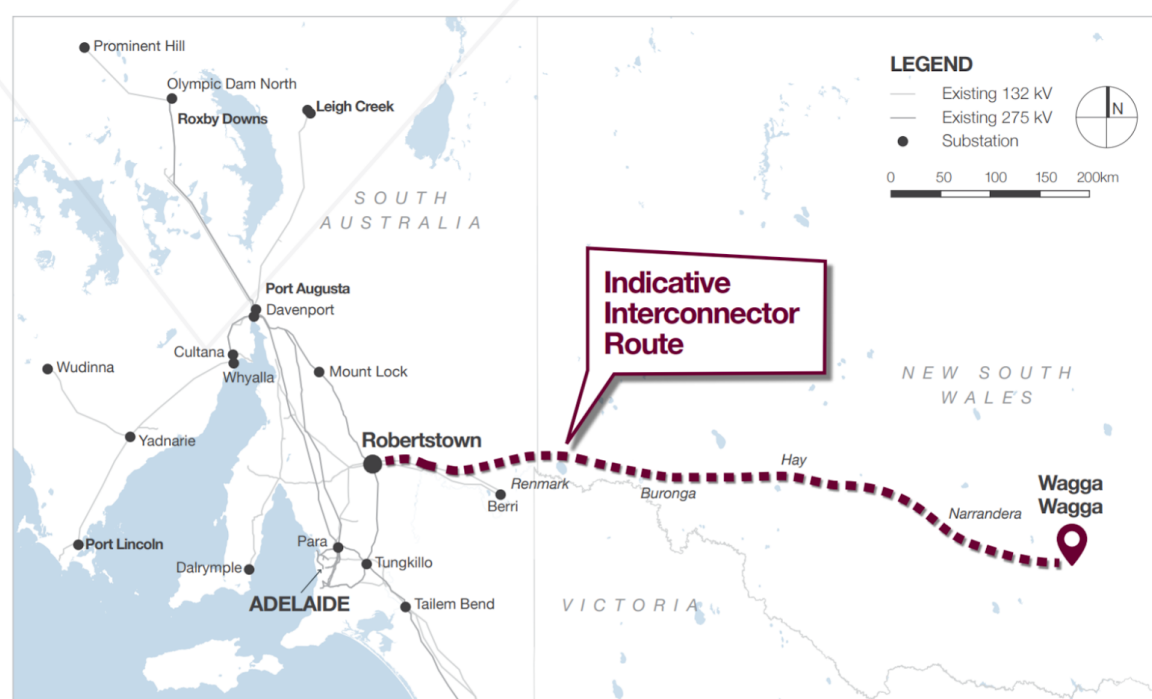 Prominent Hill
Olympic Dam North
Roxby Downs
Leigh Creek
SOUTH
AUSTRALIA
LEGEND
Existing 132 kV
Existing 275 kV
Substation
N
0 50 100 150 200km
Port Augusta
Davenport
Cultana
Whyalla
Wudinna
Mount Lock
Yadnarie
Indicative
Interconnector
Route
NEW SOUTH
WALES
Robertstown
Renmark
Berri
Buronga
Hay
Narrandera
Wagga
Wagga
Port Lincoln
Para
Tungkillo
Dalrymple
ADELAIDE
Tailem Bend
VICTORIA